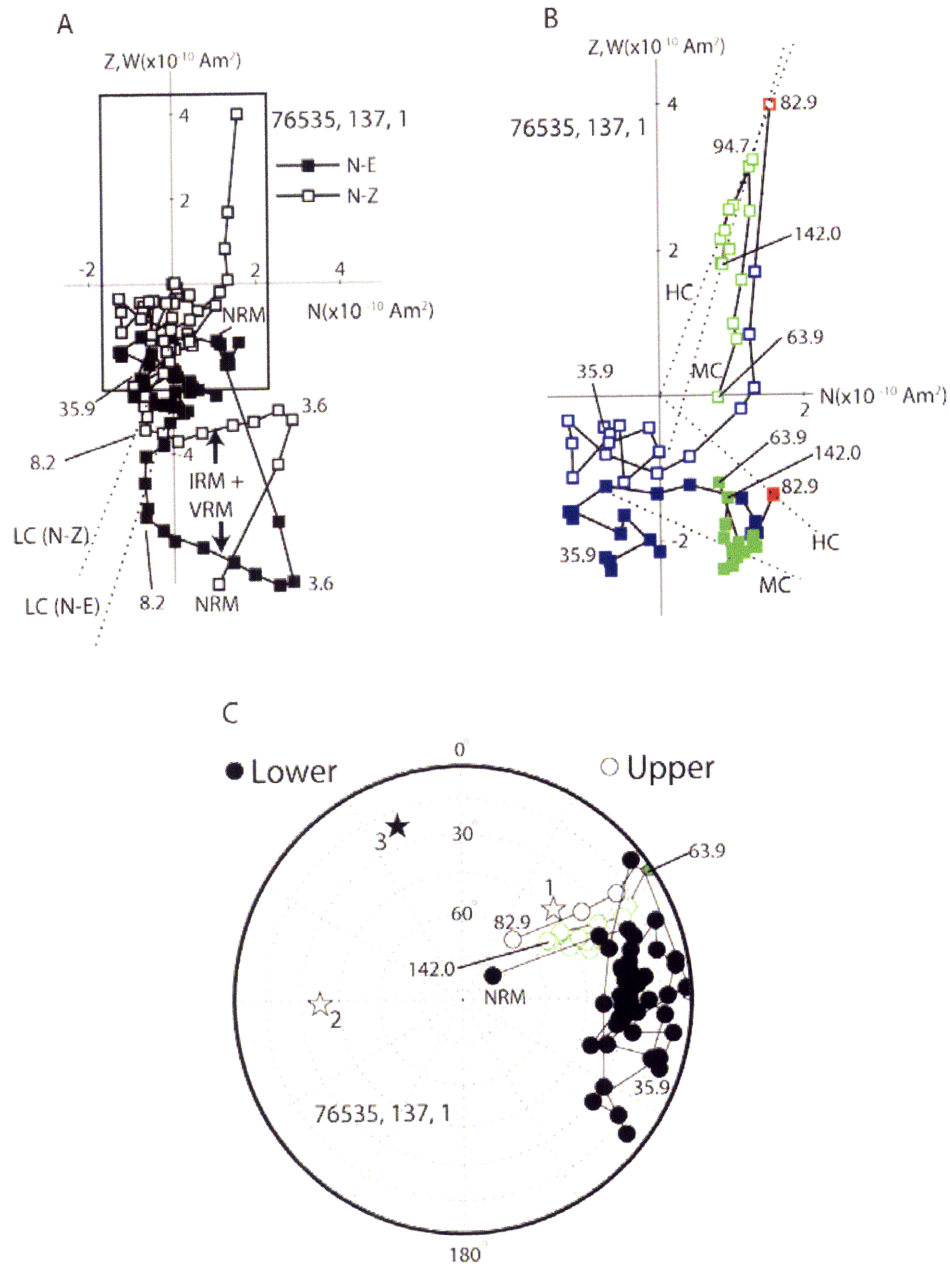 A
Z, W(x10⁻¹⁰ Am²)
4
76535, 137, 1
N-E
N-Z
2
-2
2
4
N(x10⁻¹⁰ Am²)
NRM
35.9
3.6
8.2
-4
IRM +
VRM
LC (N-Z)
LC (N-E)
8.2
NRM
3.6
B
Z, W(x10⁻¹⁰ Am²)
4
82.9
76535, 137, 1
94.7
142.0
2
HC
63.9
MC
35.9
N(x10⁻¹⁰ Am²)
2
63.9
142.0
82.9
-2
35.9
HC
MC
C
0°
Lower
Upper
3
30°
63.9
1
60°
82.9
142.0
NRM
2
35.9
76535, 137, 1
180°